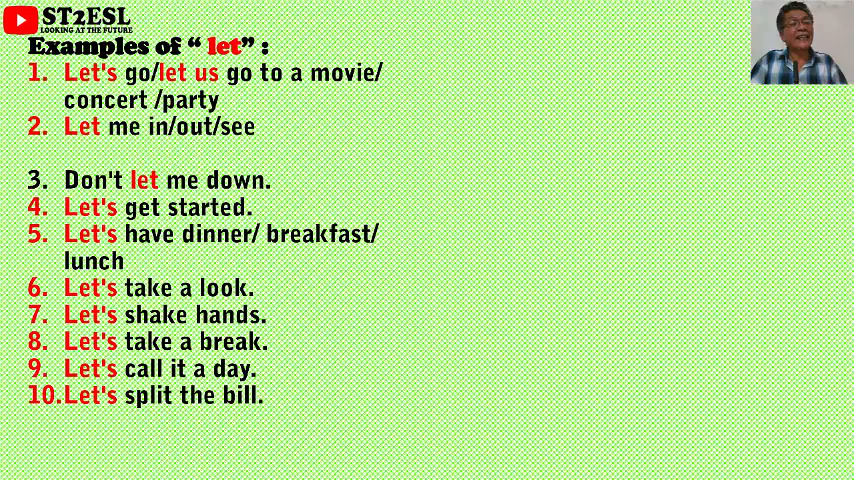 ST2ESL
LOOKING AT THE FUTURE
Examples of “ let” :
1. Let's go/let us go to a movie/
concert /party
2. Let me in/out/see
3. Don't let me down.
4. Let's get started.
5. Let's have dinner/ breakfast/
lunch
6. Let's take a look.
7. Let's shake hands.
8. Let's take a break.
9. Let's call it a day.
10.Let's split the bill.